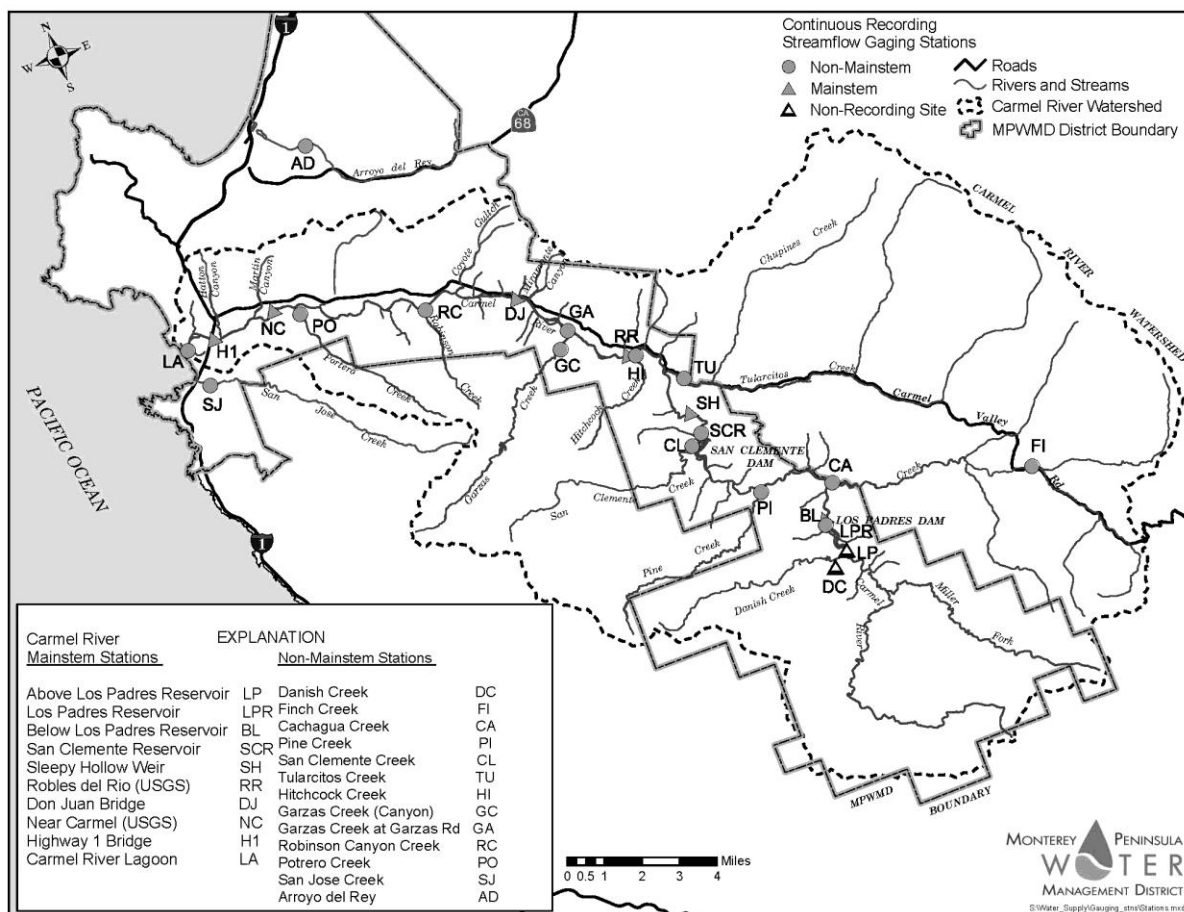 N
E
W
S
1
CA
68
Continuous Recording
Streamflow Gaging Stations
Non-Mainstem
Mainstem
Non-Recording Site
Roads
Rivers and Streams
Carmel River Watershed
MPWMD District Boundary
AD
Arroyo del Rey
CARMEL
RIVER
WATERSHED
Chupines Creek
Hatton
Canyon
Martin
Canyon
Coyote
Gulch
Miramonte
Canyon
Carmel
River
NC
PO
RC
DJ
GA
GC
RR
HI
TU
Tularcitos
Creek
Carmel
Valley
Rd
FI
LA
H1
SJ
San
Jose
Creek
Potrero
Creek
Robinson
Canyon
Creek
Garzas
Creek
Hitchcock
Creek
SH
SCR
CL
SAN CLEMENTE
DAM
San
Clemente
Creek
PI
CA
Creek
BL
LOS PADRES DAM
LPR
LP
DC
Pine
Creek
Danish Creek
Carmel
River
Miller
Fork
PACIFIC OCEAN
1
MPWMD
BOUNDARY
EXPLANATION
Carmel River
Mainstem Stations
Above Los Padres Reservoir LP
Los Padres Reservoir LPR
Below Los Padres Reservoir BL
San Clemente Reservoir SCR
Sleepy Hollow Weir SH
Robles del Rio (USGS) RR
Don Juan Bridge DJ
Near Carmel (USGS) NC
Highway 1 Bridge H1
Carmel River Lagoon LA
Non-Mainstem Stations
Danish Creek DC
Finch Creek FI
Cachagua Creek CA
Pine Creek PI
San Clemente Creek CL
Tularcitos Creek TU
Hitchcock Creek HI
Garzas Creek (Canyon) GC
Garzas Creek at Garzas Rd GA
Robinson Canyon Creek RC
Potrero Creek PO
San Jose Creek SJ
Arroyo del Rey AD
Miles
0 0.5 1 2 3 4
MONTEREY PENINSULA
WATER
MANAGEMENT DISTRICT
S:\Water_Supply\Gauging_stns\Stations.mxd